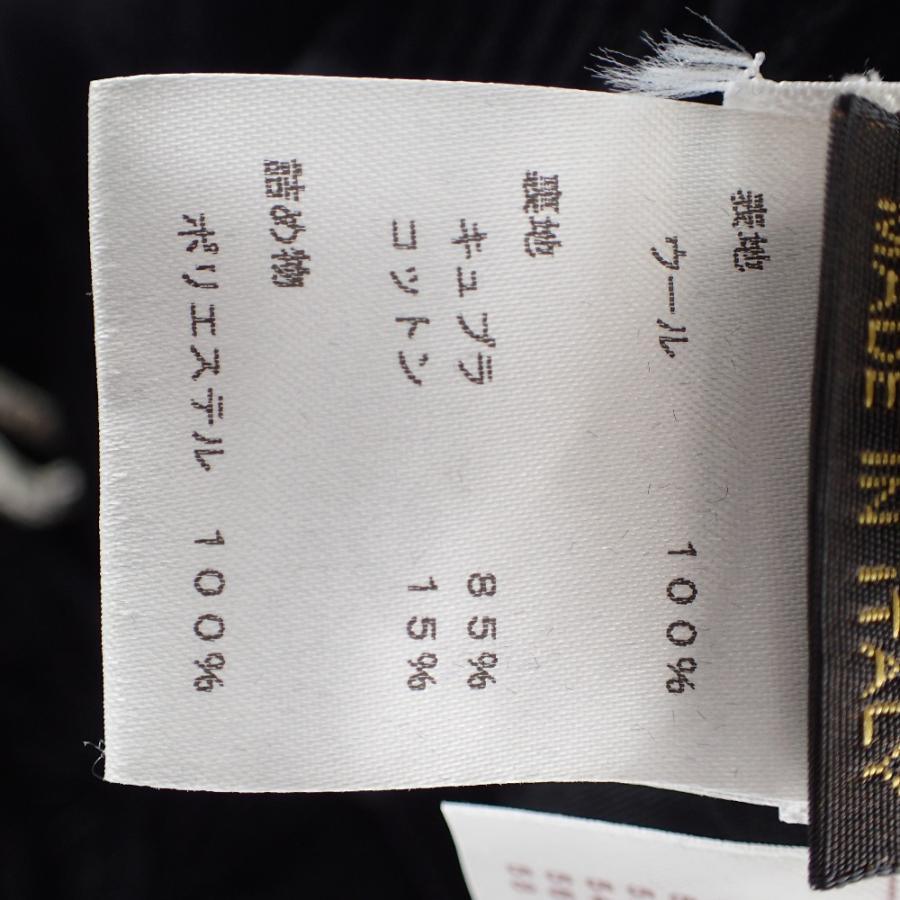 MADE IN ITALY
表地
ウール 100%
裏地
キュプラ 85%
コットン 15%
詰め物
ポリエステル 100%